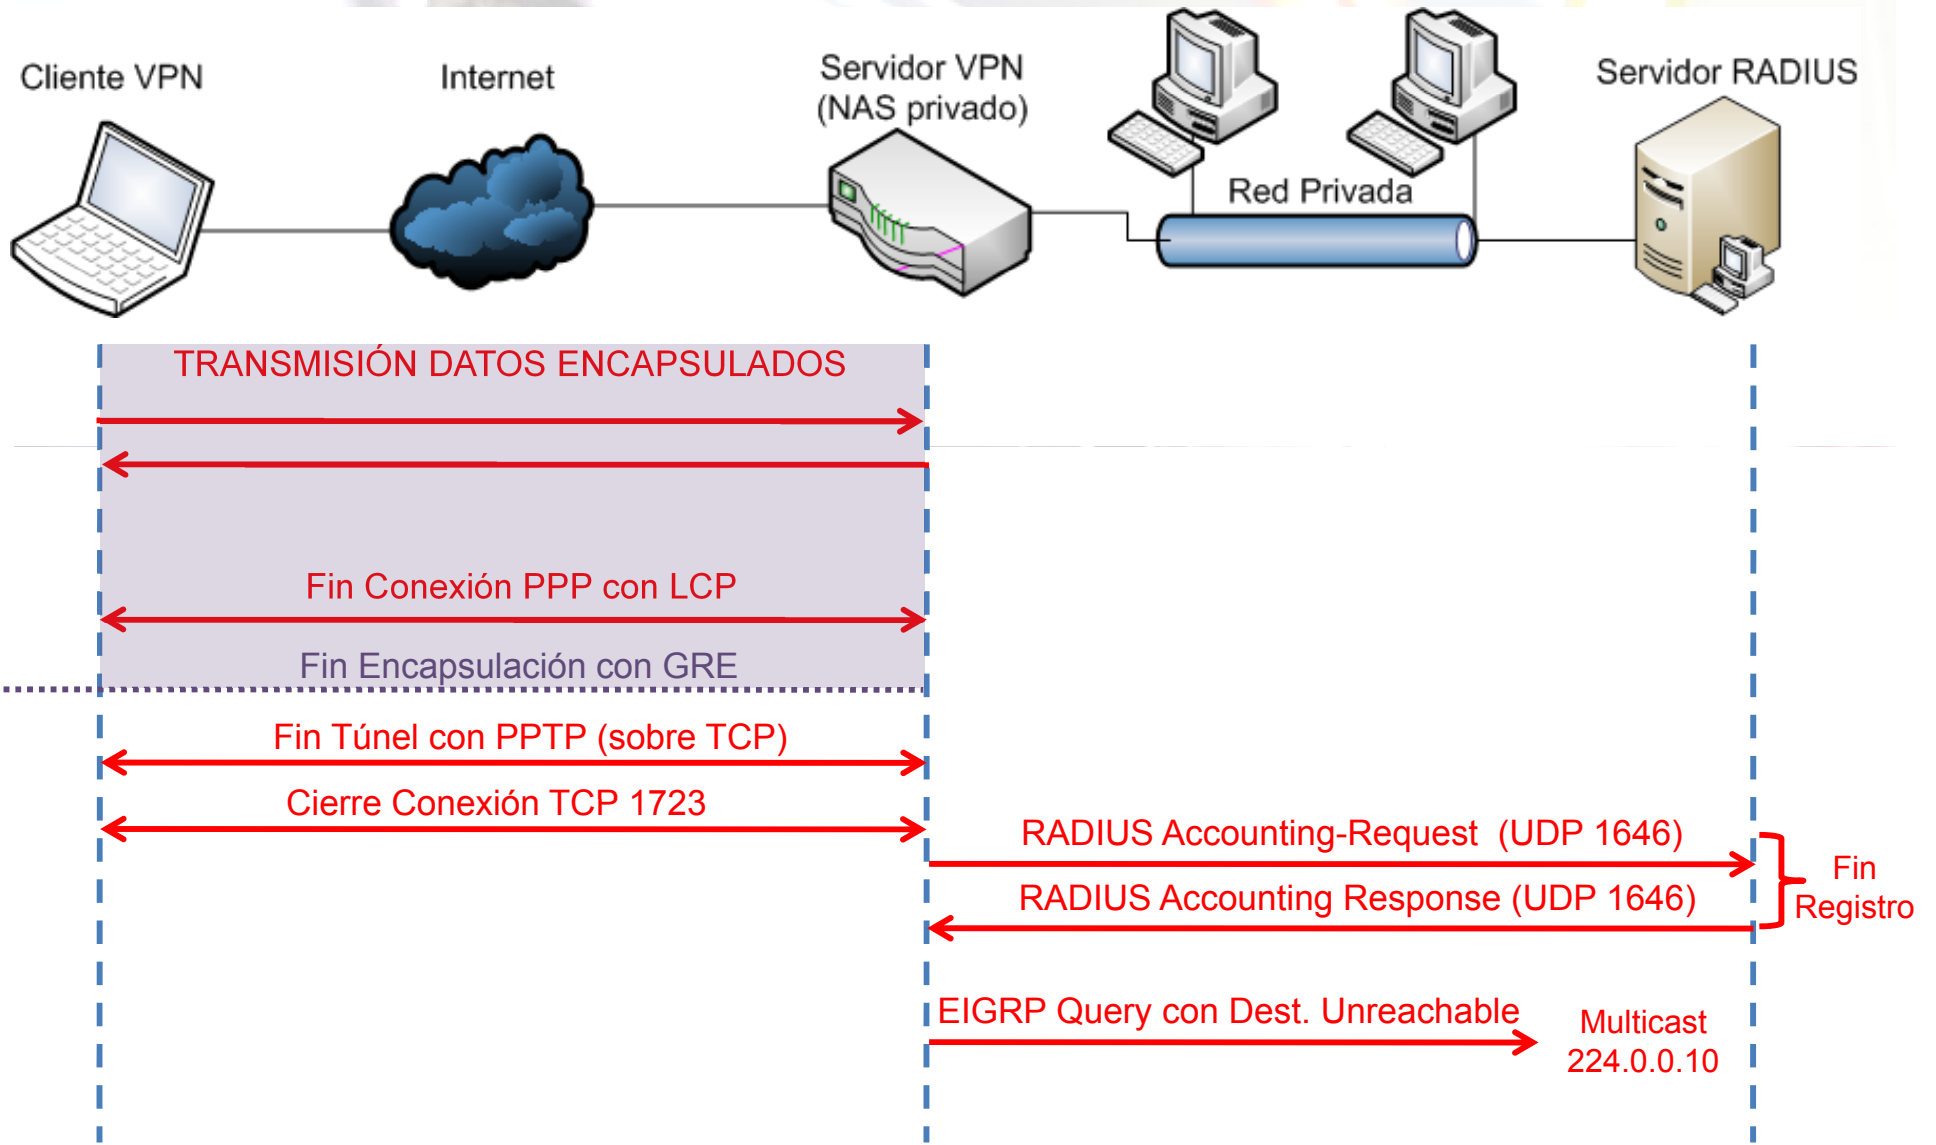 Cliente VPN
Internet
Servidor VPN
(NAS privado)
Servidor RADIUS
Red Privada
TRANSMISIÓN DATOS ENCAPSULADOS
Fin Conexión PPP con LCP
Fin Encapsulación con GRE
Fin Túnel con PPTP (sobre TCP)
Cierre Conexión TCP 1723
RADIUS Accounting-Request (UDP 1646)
RADIUS Accounting Response (UDP 1646)
Fin
Registro
EIGRP Query con Dest. Unreachable
Multicast
224.0.0.10